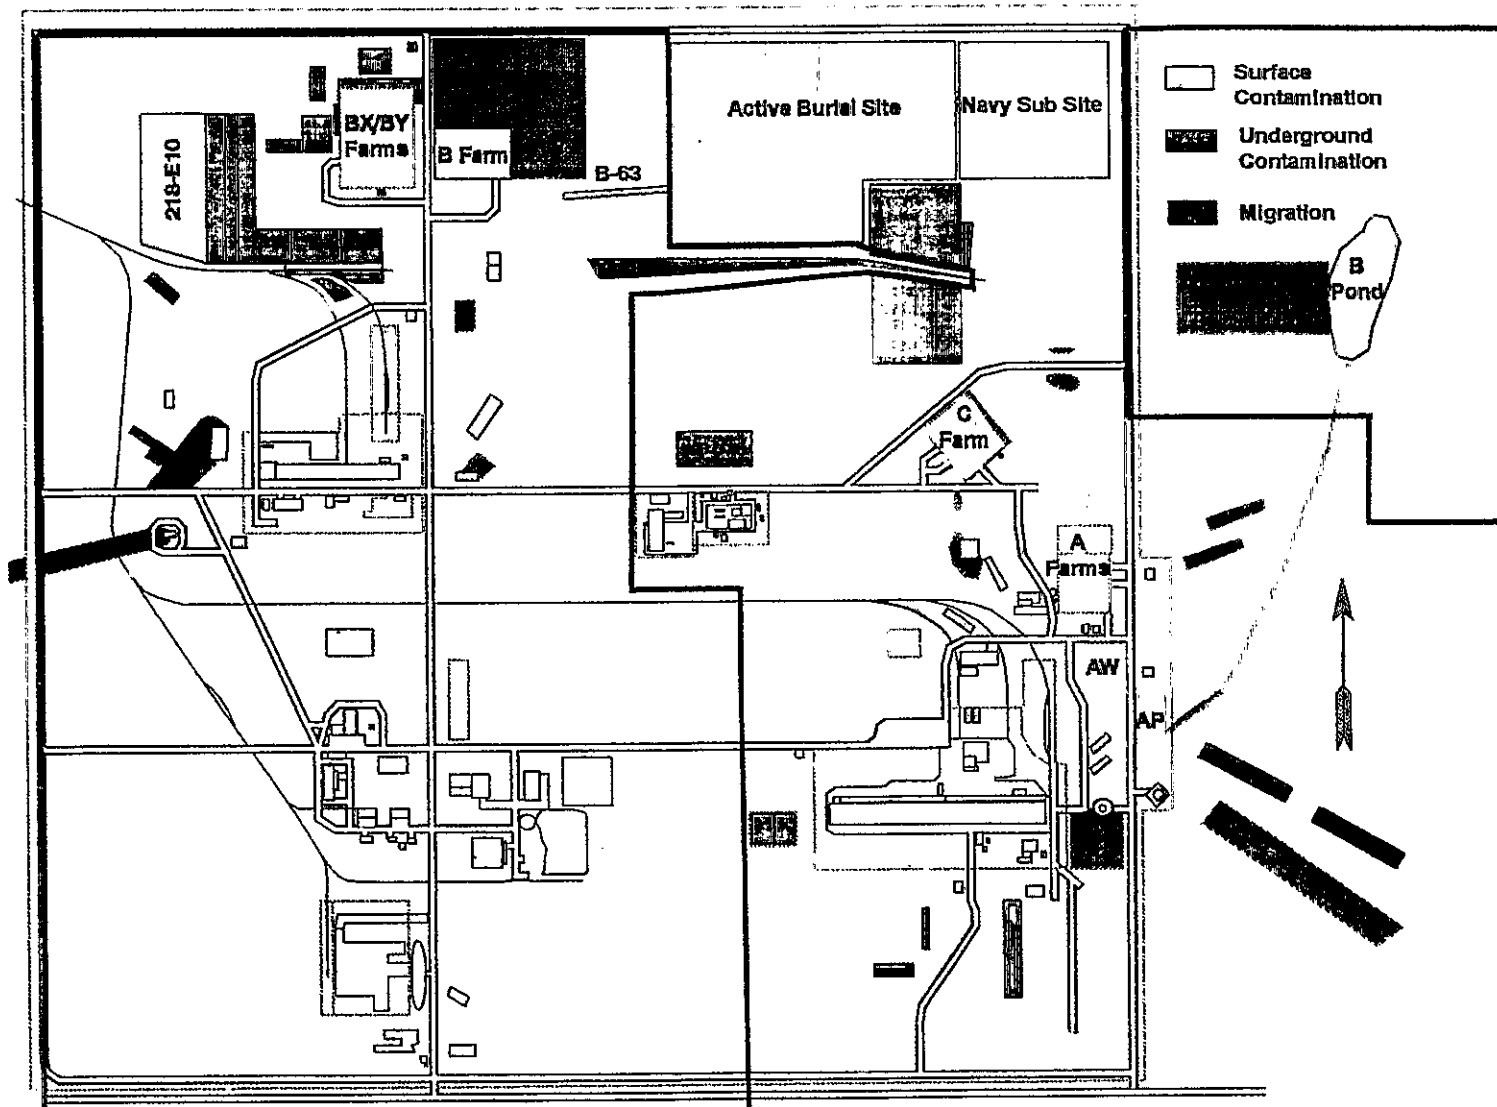 Surface
Contamination
Active Burial Site
Navy Sub Site
BX/BY
Farms
Underground
Contamination
B Farm
B-63
218-E10
Migration
B
Pond
C
Farm
A
Farms
AW
AP